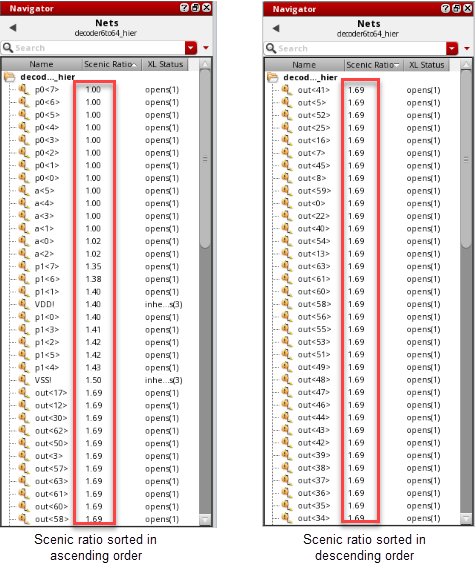 Navigator
Nets
decoder6to64_hier
Search
Name Scenic Ratio XL Status
decod..._hier
p0<7> 1.00 opens(1)
p0<6> 1.00 opens(1)
p0<5> 1.00 opens(1)
p0<4> 1.00 opens(1)
p0<3> 1.00 opens(1)
p0<2> 1.00 opens(1)
p0<1> 1.00 opens(1)
p0<0> 1.00 opens(1)
a<5> 1.00 opens(1)
a<4> 1.00 opens(1)
a<3> 1.00 opens(1)
a<1> 1.00 opens(1)
a<0> 1.02 opens(1)
a<2> 1.02 opens(1)
p1<7> 1.35 opens(1)
p1<6> 1.38 opens(1)
p1<1> 1.40 opens(1)
VDD! 1.40 inhe...s(3)
p1<0> 1.40 opens(1)
p1<3> 1.41 opens(1)
p1<2> 1.42 opens(1)
p1<5> 1.42 opens(1)
p1<4> 1.43 opens(1)
VSS! 1.50 inhe...s(3)
out<17> 1.69 opens(1)
out<12> 1.69 opens(1)
out<30> 1.69 opens(1)
out<62> 1.69 opens(1)
out<50> 1.69 opens(1)
out<3> 1.69 opens(1)
out<57> 1.69 opens(1)
out<63> 1.69 opens(1)
out<61> 1.69 opens(1)
out<60> 1.69 opens(1)
out<58> 1.69 opens(1)
Scenic ratio sorted in
ascending order
Navigator
Nets
decoder6to64_hier
Search
Name Scenic Ratio XL Status
decod..._hier
out<41> 1.69 opens(1)
out<5> 1.69 opens(1)
out<52> 1.69 opens(1)
out<25> 1.69 opens(1)
out<16> 1.69 opens(1)
out<7> 1.69 opens(1)
out<45> 1.69 opens(1)
out<8> 1.69 opens(1)
out<59> 1.69 opens(1)
out<0> 1.69 opens(1)
out<22> 1.69 opens(1)
out<40> 1.69 opens(1)
out<54> 1.69 opens(1)
out<13> 1.69 opens(1)
out<63> 1.69 opens(1)
out<61> 1.69 opens(1)
out<60> 1.69 opens(1)
out<58> 1.69 opens(1)
out<56> 1.69 opens(1)
out<55> 1.69 opens(1)
out<53> 1.69 opens(1)
out<51> 1.69 opens(1)
out<49> 1.69 opens(1)
out<48> 1.69 opens(1)
out<47> 1.69 opens(1)
out<46> 1.69 opens(1)
out<44> 1.69 opens(1)
out<43> 1.69 opens(1)
out<42> 1.69 opens(1)
out<39> 1.69 opens(1)
out<38> 1.69 opens(1)
out<37> 1.69 opens(1)
out<36> 1.69 opens(1)
out<35> 1.69 opens(1)
out<34> 1.69 opens(1)
Scenic ratio sorted in
descending order